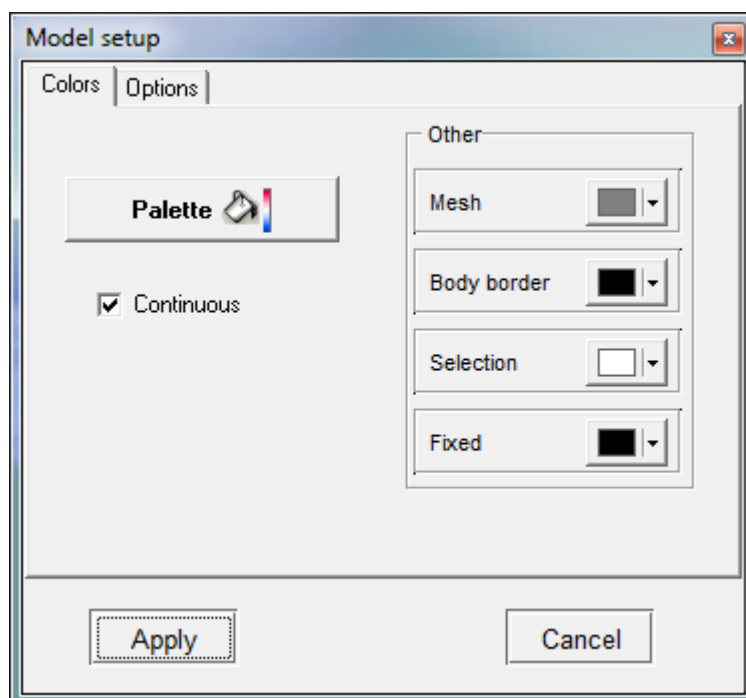 Model setup
Colors Options
Palette
Continuous
Other
Mesh
Body border
Selection
Fixed
Apply Cancel